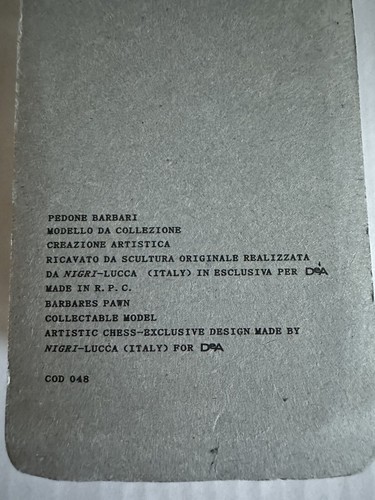 PEDONE BARBARI
MODELLO DA COLLEZIONE
CREAZIONE ARTISTICA
RICAVATO DA SCULTURA ORIGINALE REALIZZATA
DA NIGRI-LUCCA (ITALY) IN ESCLUSIVA PER DeA
MADE IN R.P.C.
BARBARES PAWN
COLLECTABLE MODEL
ARTISTIC CHESS-EXCLUSIVE DESIGN MADE BY
NIGRI-LUCCA (ITALY) FOR DeA
COD 048